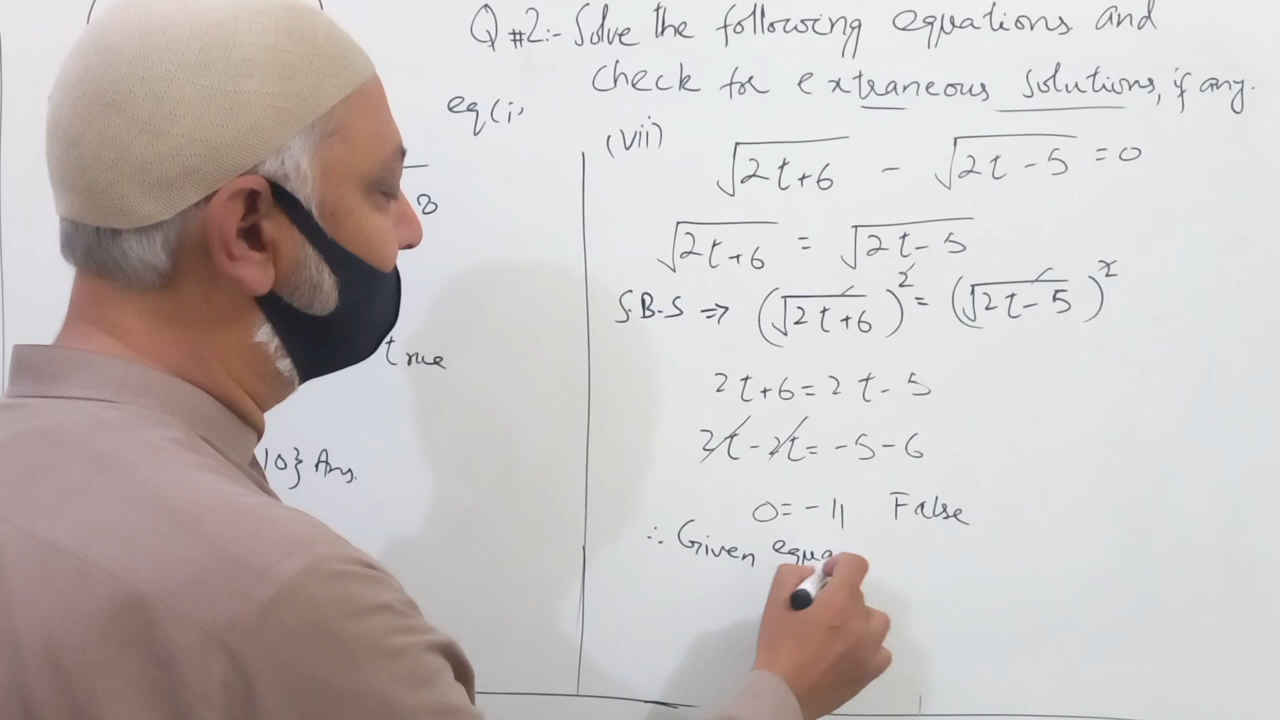 Q #2:- Solve the following equations and
check for extraneous solutions, if any.
eq(i)
(vii)
√2t+6 - √2t-5 = 0
8
√2t+6 = √2t-5
S.B.S ⇒ (√2t+6)² = (√2t-5)²
true
2t+6=2t-5
2t-2t=-5-6
10} Ans.
0=-11 False
∴ Given equa